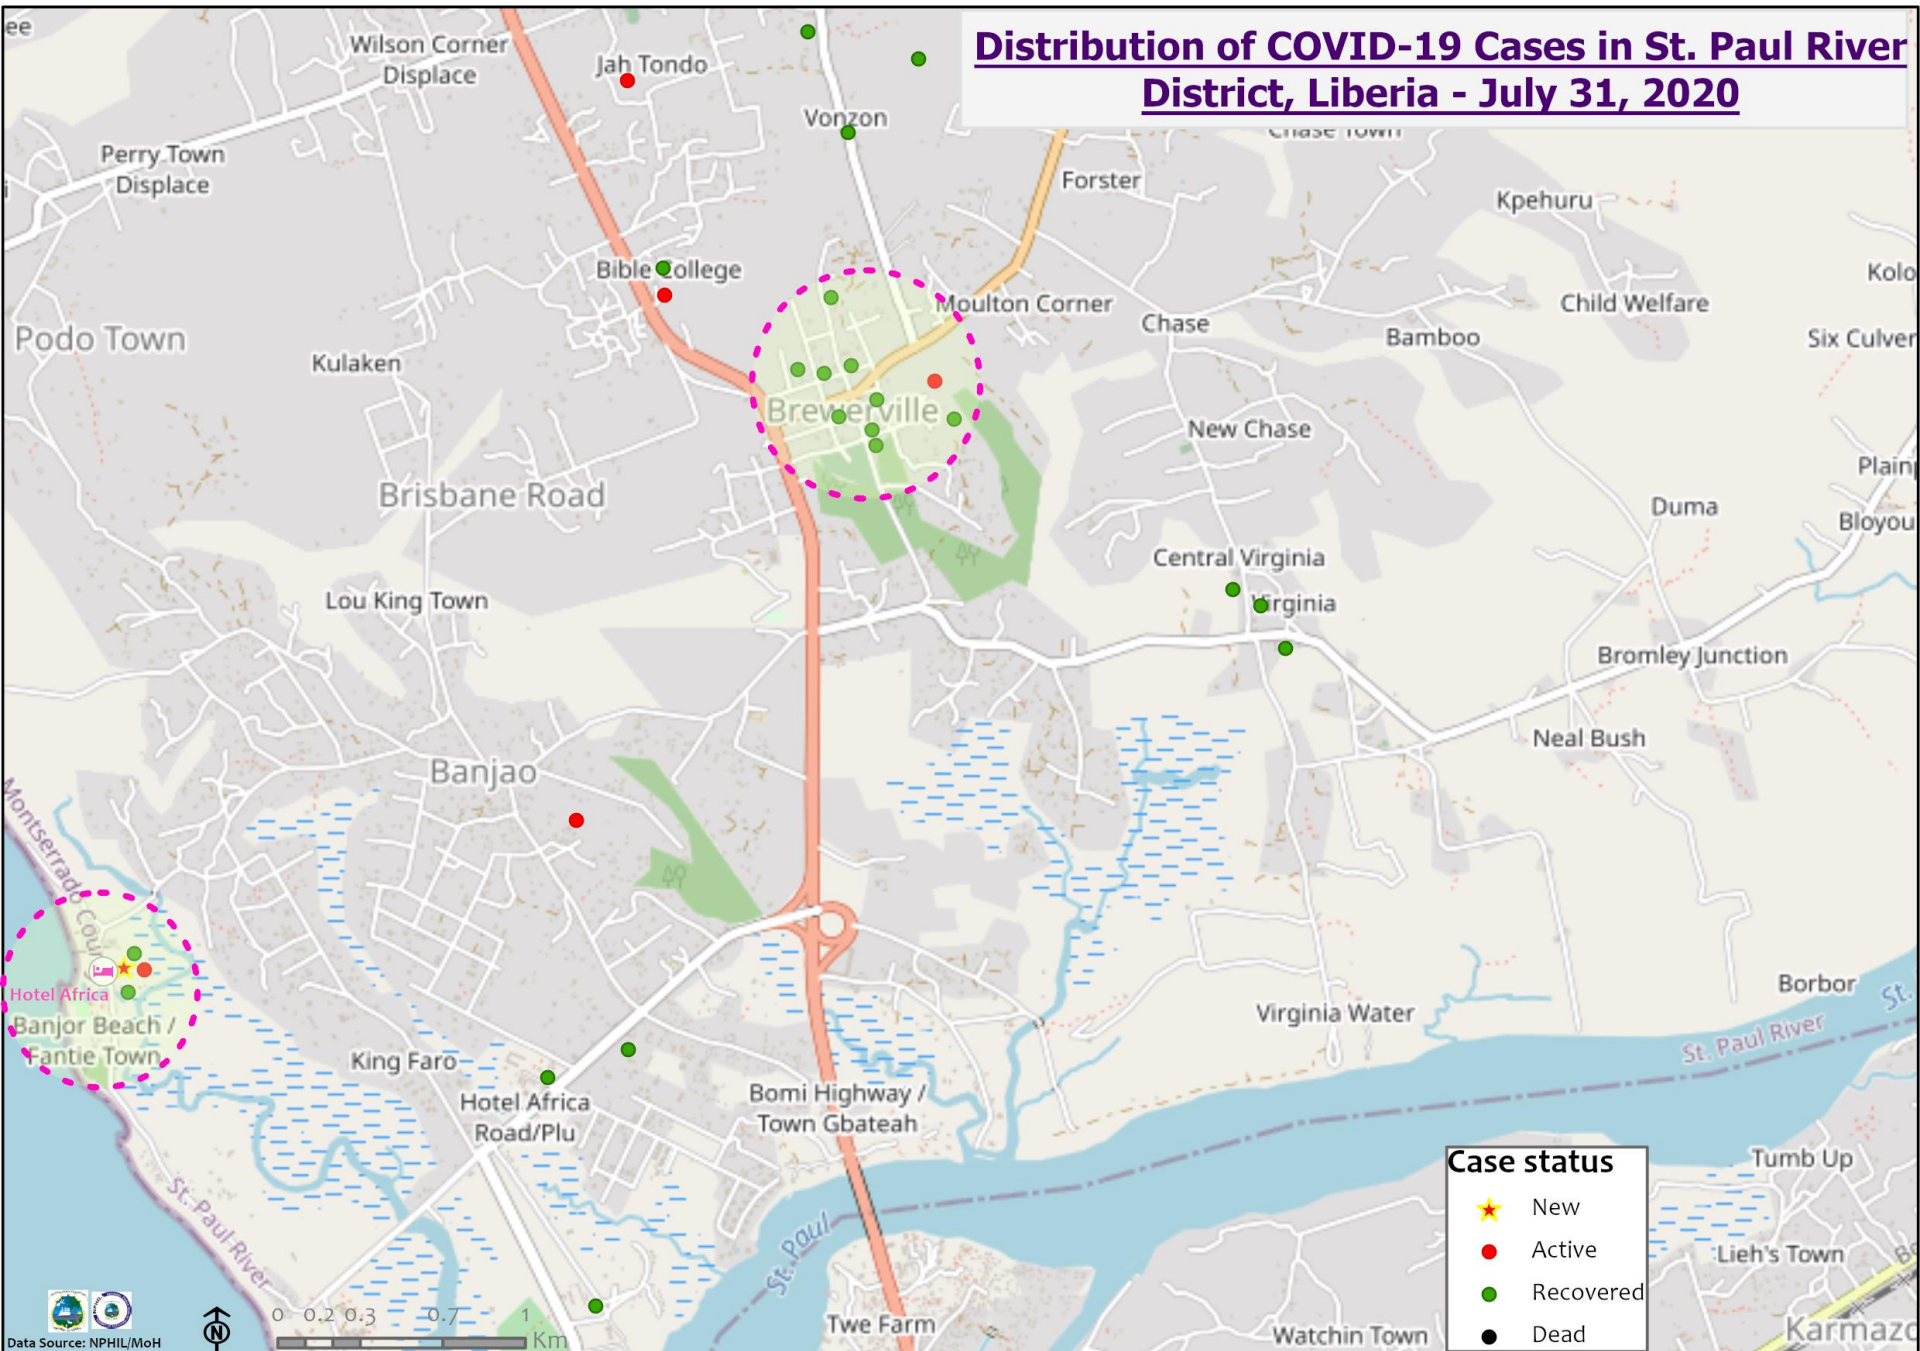 Distribution of COVID-19 Cases in St. Paul River
District, Liberia - July 31, 2020
ee
Wilson Corner
Displace
Jah Tondo
Vonzon
Perry Town
Displace
Forster
Kpehuru
Bible College
Kolo
Moulton Corner
Child Welfare
Chase
Podo Town
Bamboo
Six Culver
Kulaken
Brewerville
New Chase
Plain
Brisbane Road
Duma
Bloyou
Central Virginia
Lou King Town
Virginia
Bromley Junction
Neal Bush
Banjao
Montserrado Coun
Hotel Africa
Borbor
St.
Banjor Beach /
Fantie Town
Virginia Water
St. Paul River
King Faro
Bomi Highway /
Town Gbateah
Hotel Africa
Road/Plu
St. Paul River
St. Paul
Case status
New
Active
Recovered
Dead
Tumb Up
Lieh's Town
Twe Farm
Watchin Town
Karmazo
0 0.2 0.3 0.7 1
Km
N
Data Source: NPHIL/MoH